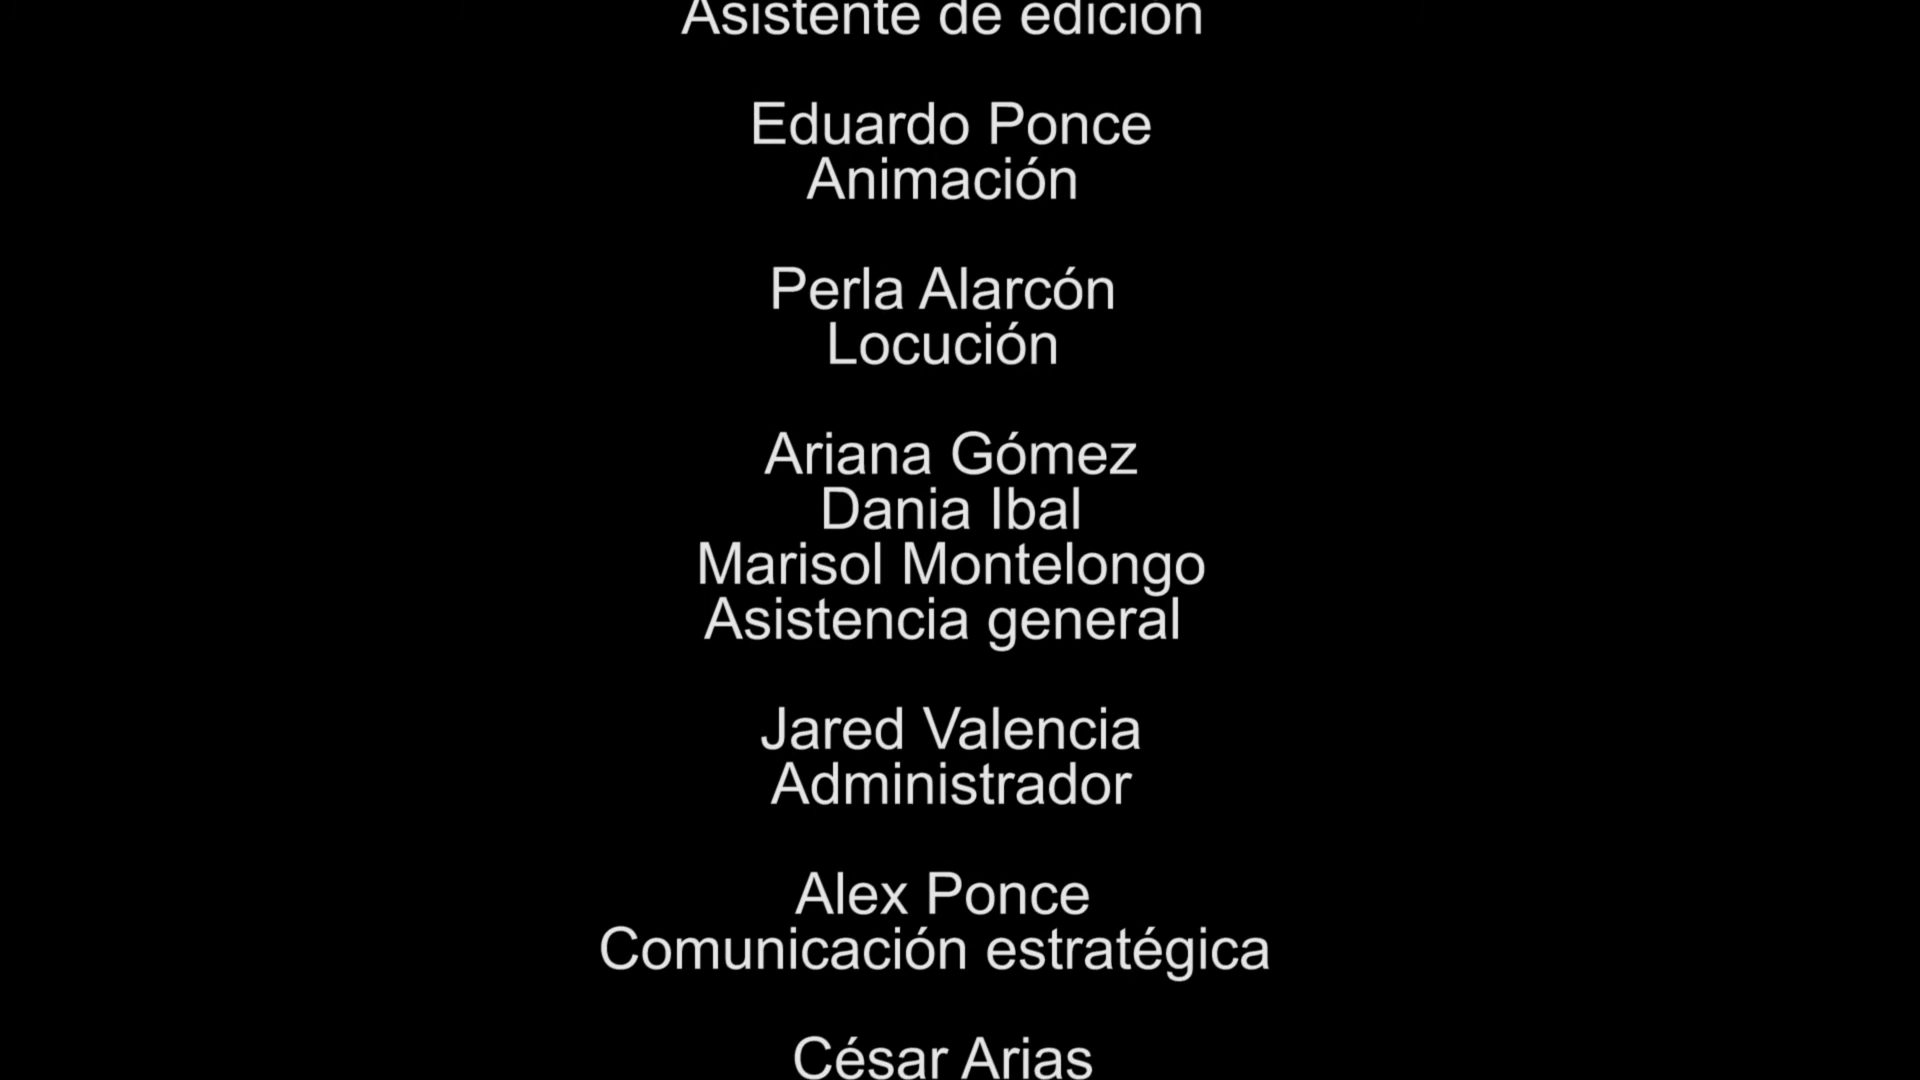 Asistente de edición
Eduardo Ponce
Animación
Perla Alarcón
Locución
Ariana Gómez
Dania Ibal
Marisol Montelongo
Asistencia general
Jared Valencia
Administrador
Alex Ponce
Comunicación estratégica
César Arias